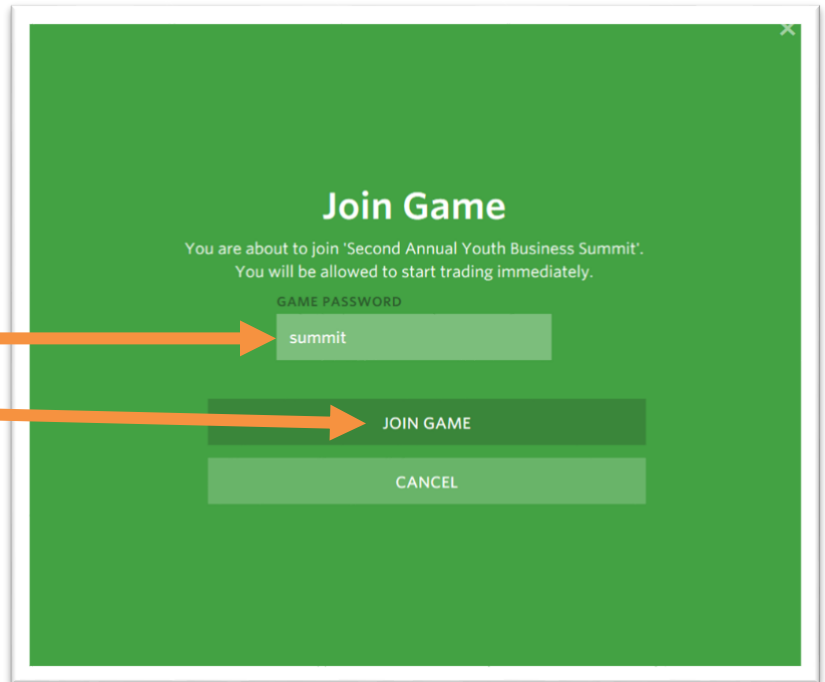 Join Game
You are about to join 'Second Annual Youth Business Summit'.
You will be allowed to start trading immediately.
GAME PASSWORD
summit
JOIN GAME
CANCEL